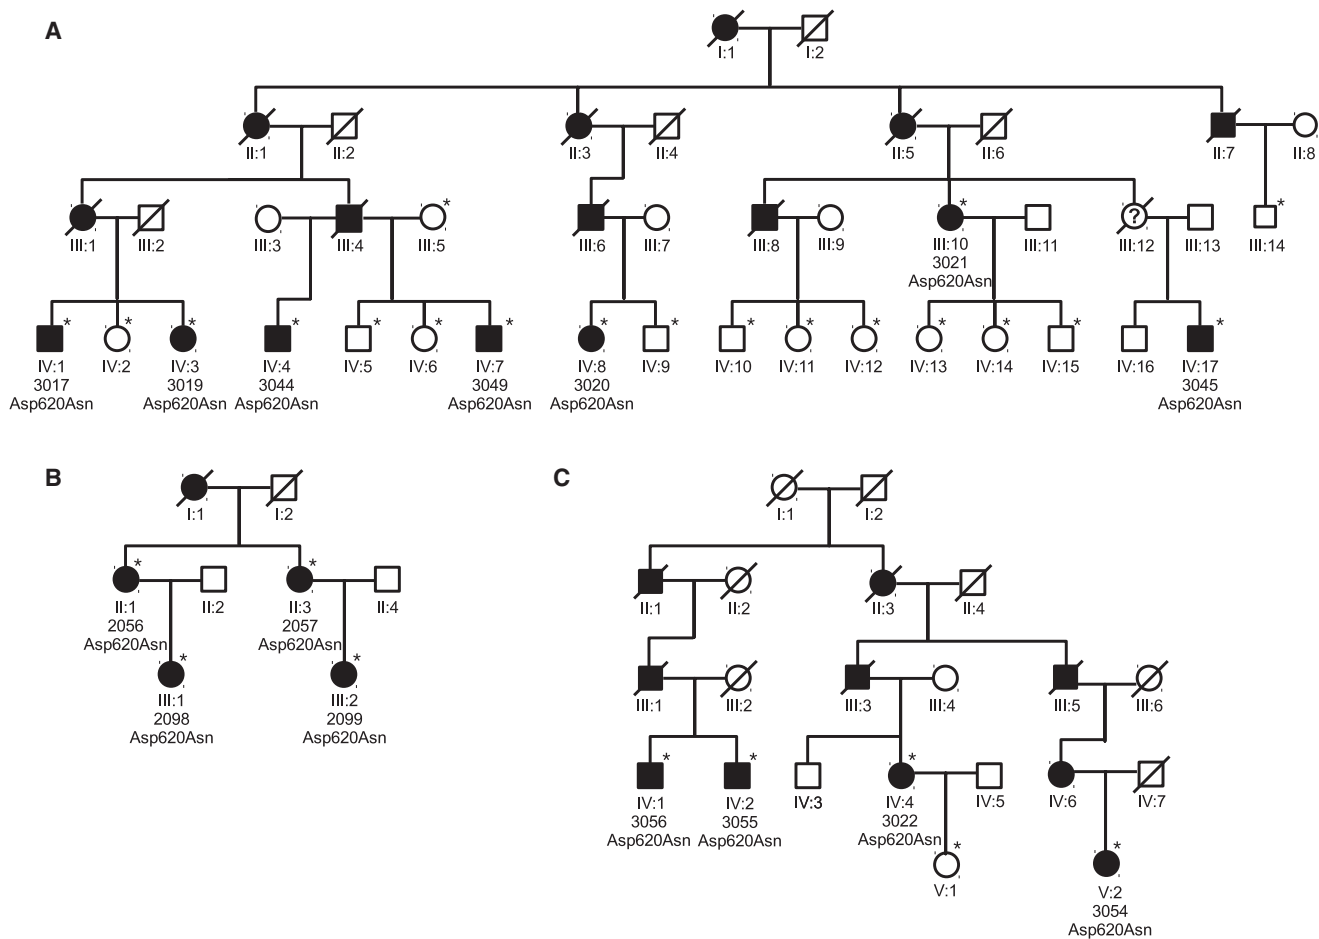 A
I:1 I:2
II:1 II:2 II:3 II:4 II:5 II:6 II:7 II:8
* * ? *
III:1 III:2 III:3 III:4 III:5 III:6 III:7 III:8 III:9 III:10 III:11 III:12 III:13 III:14
3021
Asp620Asn
* * * * * * * * * * * * * * * *
IV:1 IV:2 IV:3 IV:4 IV:5 IV:6 IV:7 IV:8 IV:9 IV:10 IV:11 IV:12 IV:13 IV:14 IV:15 IV:16 IV:17
3017 3019 3044 3049 3020 3045
Asp620Asn Asp620Asn Asp620Asn Asp620Asn Asp620Asn Asp620Asn
B
I:1 I:2
* *
II:1 II:2 II:3 II:4
2056 2057
Asp620Asn Asp620Asn
* *
III:1 III:2
2098 2099
Asp620Asn Asp620Asn
C
I:1 I:2
II:1 II:2 II:3 II:4
III:1 III:2 III:3 III:4 III:5 III:6
* * *
IV:1 IV:2 IV:3 IV:4 IV:5 IV:6 IV:7
3056 3055 3022
Asp620Asn Asp620Asn Asp620Asn
* *
V:1 V:2
3054
Asp620Asn